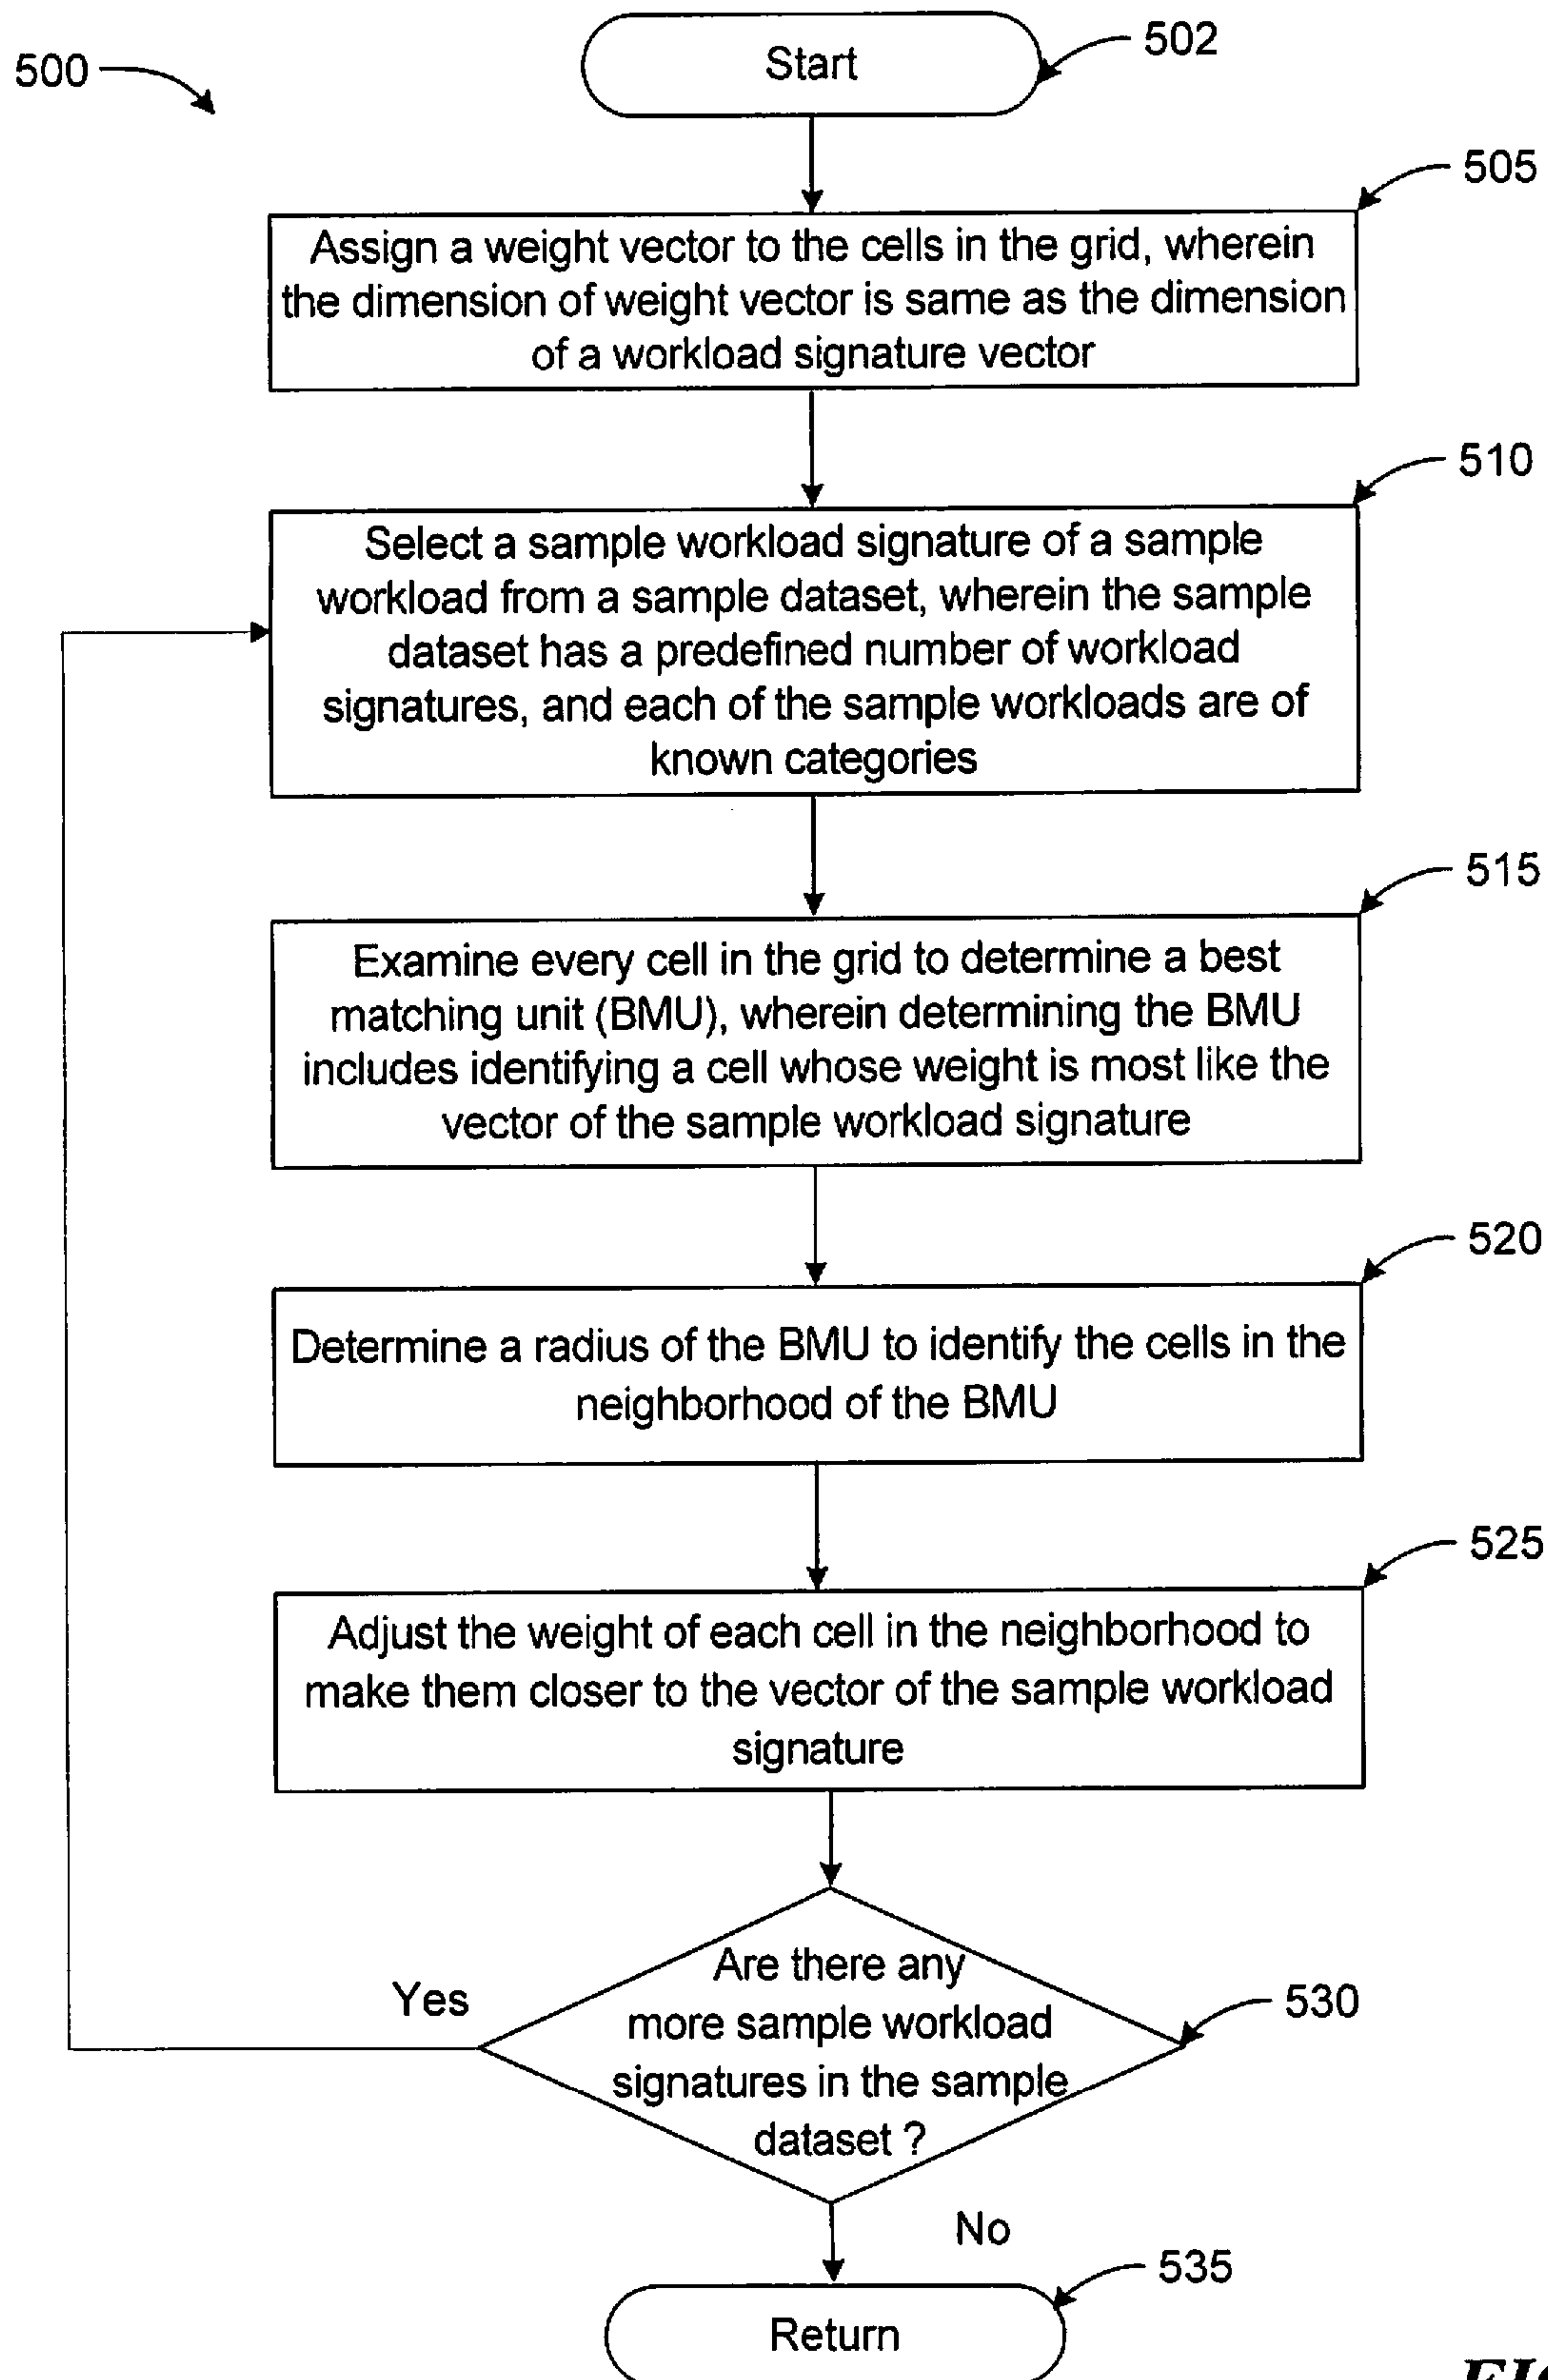 500
Start
502
505
Assign a weight vector to the cells in the grid, wherein
the dimension of weight vector is same as the dimension
of a workload signature vector
510
Select a sample workload signature of a sample
workload from a sample dataset, wherein the sample
dataset has a predefined number of workload
signatures, and each of the sample workloads are of
known categories
515
Examine every cell in the grid to determine a best
matching unit (BMU), wherein determining the BMU
includes identifying a cell whose weight is most like the
vector of the sample workload signature
520
Determine a radius of the BMU to identify the cells in the
neighborhood of the BMU
525
Adjust the weight of each cell in the neighborhood to
make them closer to the vector of the sample workload
signature
Yes
Are there any
more sample workload
signatures in the sample
dataset ?
530
No
535
Return